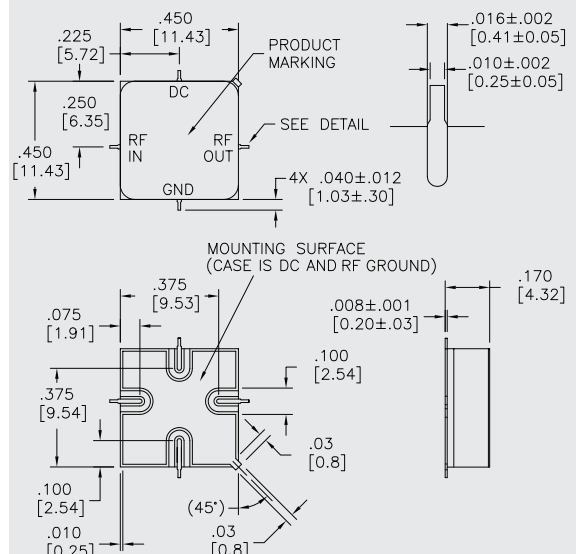 .450
[11.43]
.225
[5.72]
PRODUCT
MARKING
.016±.002
[0.41±0.05]
.010±.002
[0.25±0.05]
DC
.250
[6.35]
.450
[11.43]
RF
IN
RF
OUT
SEE DETAIL
GND
4X .040±.012
[1.03±.30]
MOUNTING SURFACE
(CASE IS DC AND RF GROUND)
.375
[9.53]
.075
[1.91]
.170
[4.32]
.008±.001
[0.20±.03]
.100
[2.54]
.375
[9.54]
.03
[0.8]
.100
[2.54]
(45°)
.010
[0.25]
.03
[0.8]